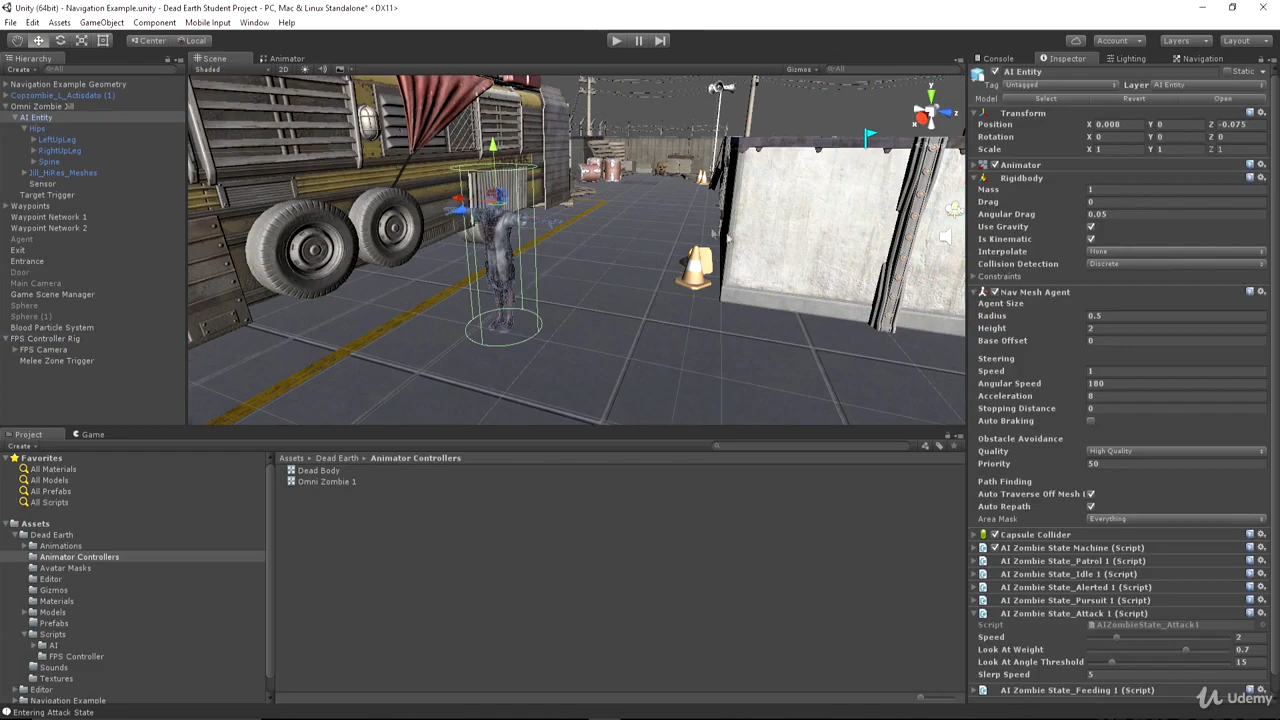 Unity (64bit) - Navigation Example.unity - Dead Earth Student Project - PC, Mac & Linux Standalone* <DX11>
File Edit Assets GameObject Component Mobile Input Window Help
Center Local Account Layers Layout
Hierarchy
Create All
Navigation Example Geometry
Copzombie_L_Actisdato (1)
Omni Zombie Jill
AI Entity
Hips
LeftUpLeg
RightUpLeg
Spine
Jill_HiRes_Meshes
Sensor
Target Trigger
Waypoints
Waypoint Network 1
Waypoint Network 2
Agent
Exit
Entrance
Door
Main Camera
Game Scene Manager
Sphere
Sphere (1)
Blood Particle System
FPS Controller Rig
FPS Camera
Melee Zone Trigger
Scene Animator
Shaded 2D Gizmos All
y
x z
Console Inspector Lighting Navigation
AI Entity Static
Tag Untagged Layer AI Entity
Model Select Revert Open
Transform
Position X 0.008 Y 0 Z -0.075
Rotation X 0 Y 0 Z 0
Scale X 1 Y 1 Z 1
Animator
Rigidbody
Mass 1
Drag 0
Angular Drag 0.05
Use Gravity
Is Kinematic
Interpolate None
Collision Detection Discrete
Constraints
Nav Mesh Agent
Agent Size
Radius 0.5
Height 2
Base Offset 0
Steering
Speed 1
Angular Speed 180
Acceleration 8
Stopping Distance 0
Auto Braking
Obstacle Avoidance
Quality High Quality
Priority 50
Path Finding
Auto Traverse Off Mesh L
Auto Repath
Area Mask Everything
Capsule Collider
AI Zombie State Machine (Script)
AI Zombie State_Patrol 1 (Script)
AI Zombie State_Idle 1 (Script)
AI Zombie State_Alerted 1 (Script)
AI Zombie State_Pursuit 1 (Script)
AI Zombie State_Attack 1 (Script)
Script AIZombieState_Attack1
Speed 2
Look At Weight 0.7
Look At Angle Threshold 15
Slerp Speed 5
AI Zombie State_Feeding 1 (Script)
Project Game
Create
Favorites
All Materials
All Models
All Prefabs
All Scripts
Assets
Dead Earth
Animations
Animator Controllers
Avatar Masks
Editor
Gizmos
Materials
Models
Prefabs
Scripts
AI
FPS Controller
Sounds
Textures
Editor
Navigation Example
Assets Dead Earth Animator Controllers
Dead Body
Omni Zombie 1
Entering Attack State
Udemy